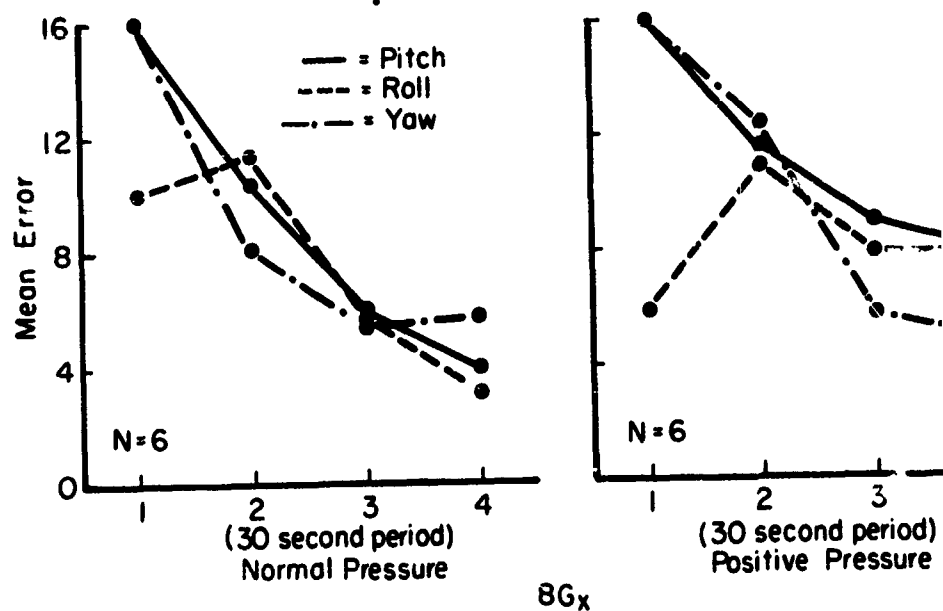 16
12
8
4
0
Mean Error
— = Pitch
--- = Roll
—·— = Yaw
N=6
1 2 3 4
(30 second period)
Normal Pressure
N=6
1 2 3
(30 second period)
Positive Pressure
8Gx